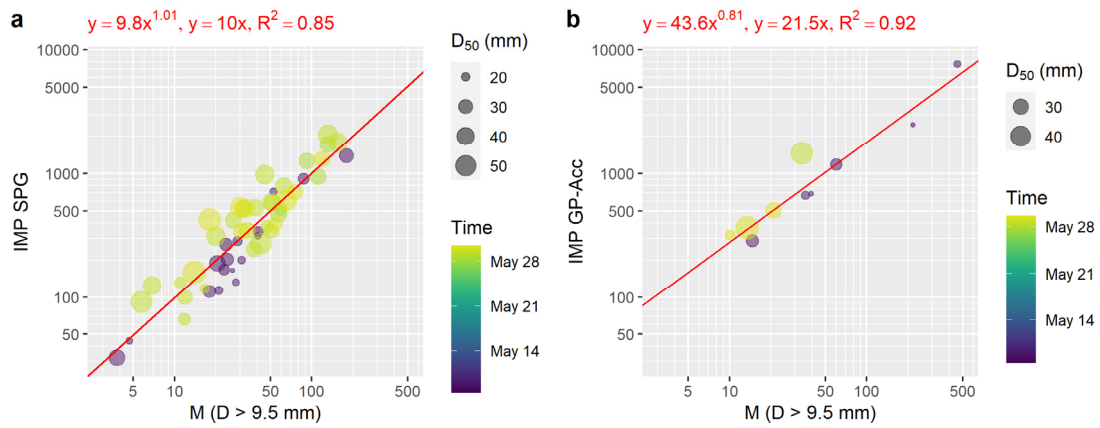 a
y = 9.8x^1.01, y = 10x, R² = 0.85
IMP SPG
10000
5000
1000
500
100
50
5
10
50
100
500
M (D > 9.5 mm)
D₅₀ (mm)
20
30
40
50
Time
May 28
May 21
May 14
b
y = 43.6x^0.81, y = 21.5x, R² = 0.92
IMP GP-Acc
10000
5000
1000
500
100
50
5
10
50
100
500
M (D > 9.5 mm)
D₅₀ (mm)
30
40
Time
May 28
May 21
May 14